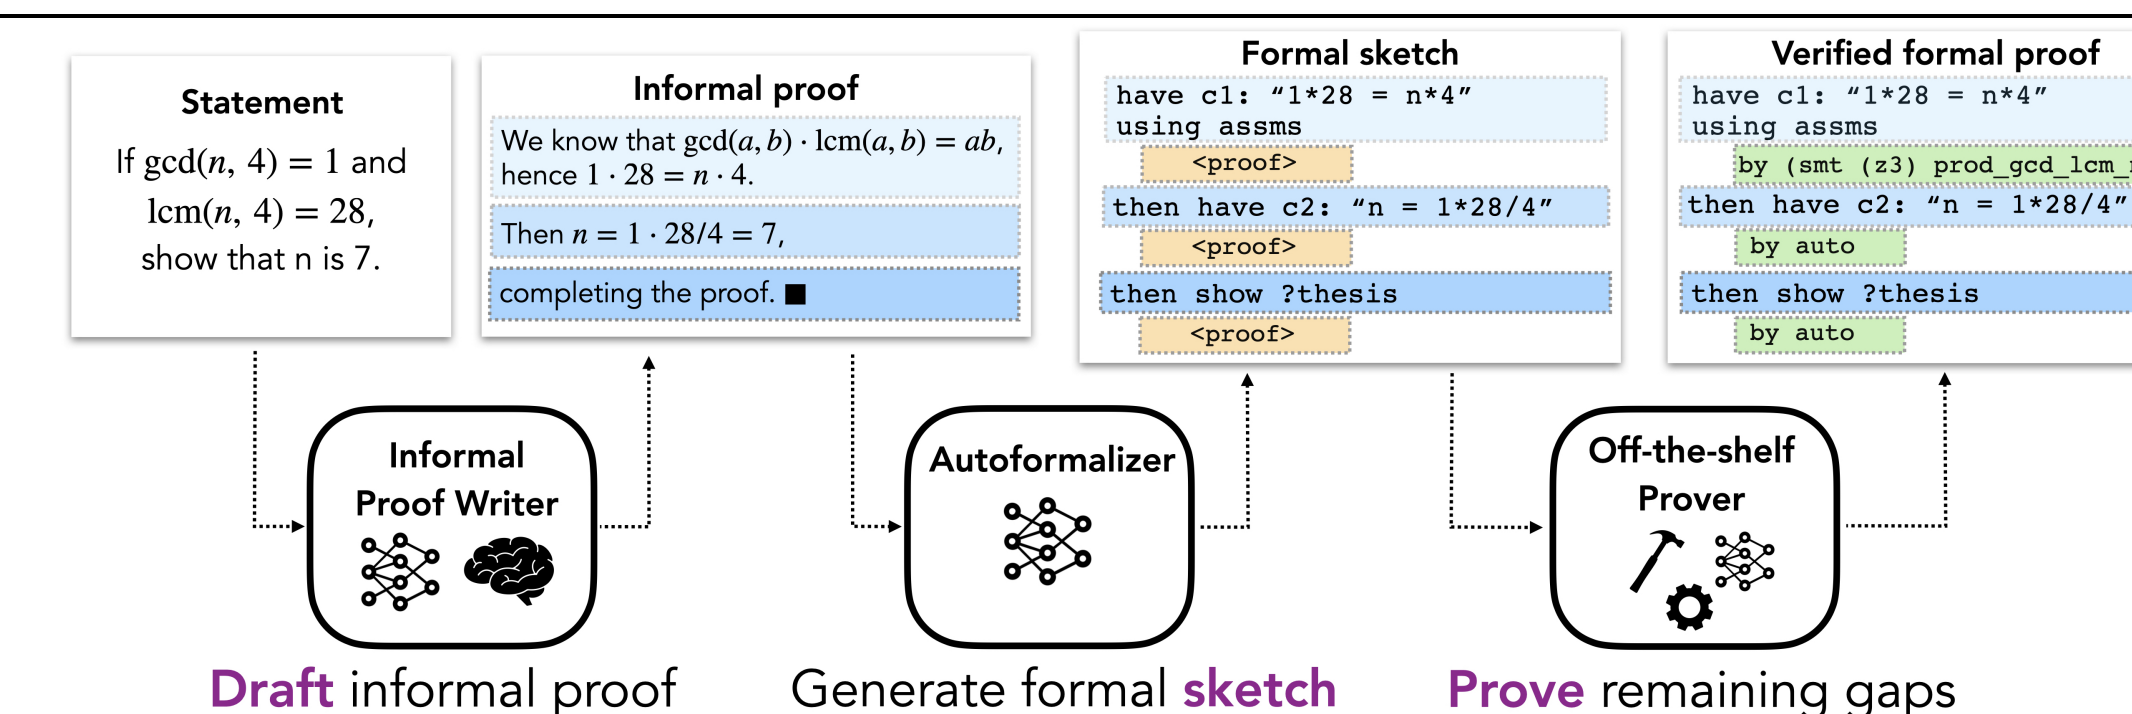 Statement
If gcd(n, 4) = 1 and
lcm(n, 4) = 28,
show that n is 7.
Informal proof
We know that gcd(a, b) · lcm(a, b) = ab,
hence 1 · 28 = n · 4.
Then n = 1 · 28/4 = 7,
completing the proof. ■
Formal sketch
have c1: “1*28 = n*4”
using assms
<proof>
then have c2: “n = 1*28/4”
<proof>
then show ?thesis
<proof>
Verified formal proof
have c1: “1*28 = n*4”
using assms
by (smt (z3) prod_gcd_lcm_
then have c2: “n = 1*28/4”
by auto
then show ?thesis
by auto
Informal
Proof Writer
Autoformalizer
Off-the-shelf
Prover
Draft informal proof
Generate formal sketch
Prove remaining gaps